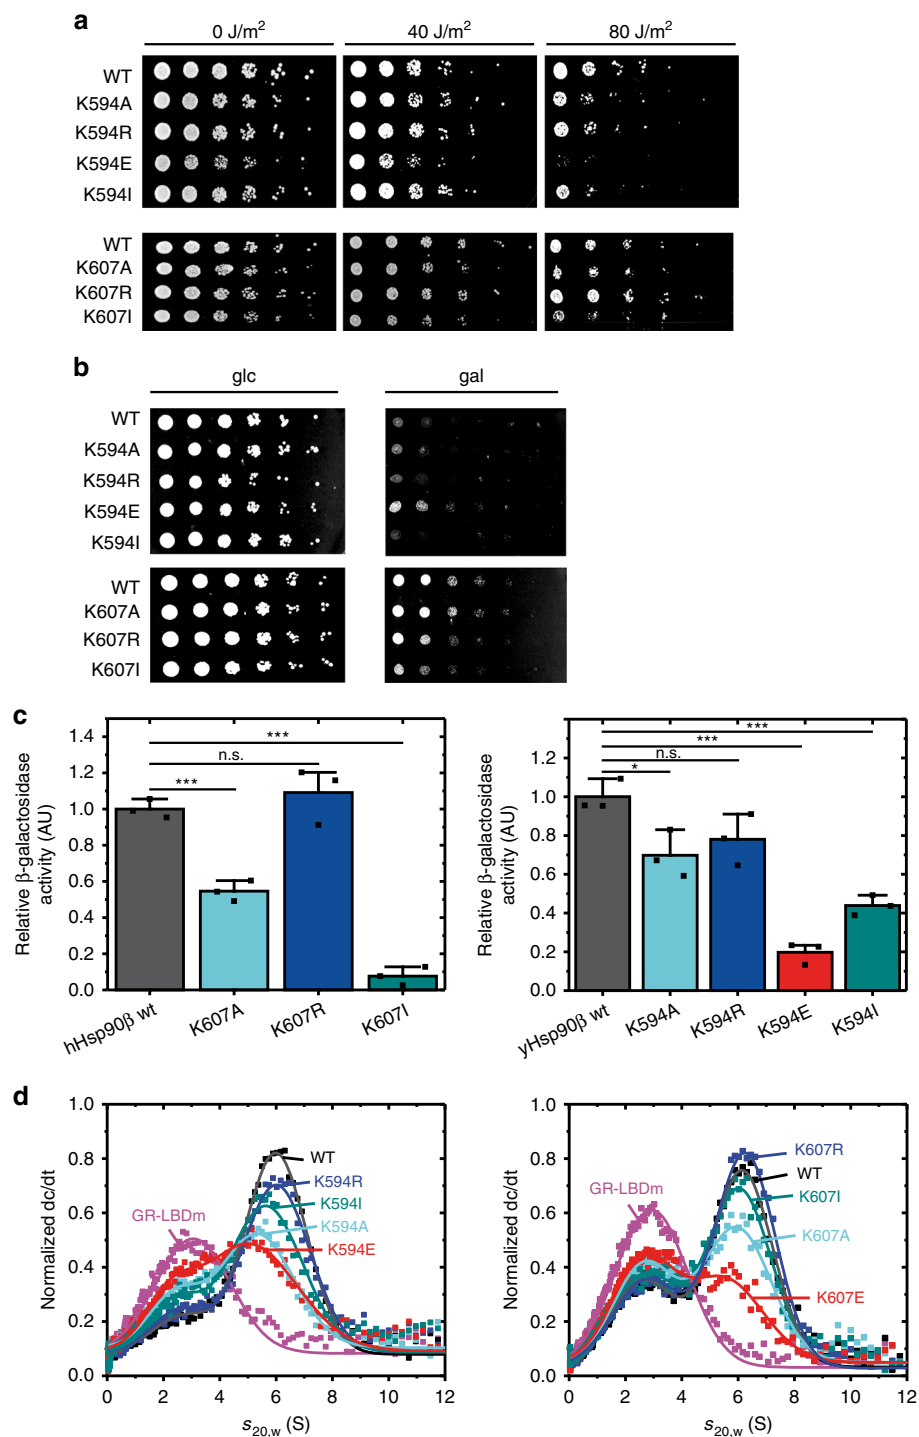 a
0 J/m²
40 J/m²
80 J/m²
WT
K594A
K594R
K594E
K594I
WT
K607A
K607R
K607I
b
glc
gal
WT
K594A
K594R
K594E
K594I
WT
K607A
K607R
K607I
c
Relative β-galactosidase
activity (AU)
1.4
1.2
1.0
0.8
0.6
0.4
0.2
0.0
***
n.s.
***
hHsp90β wt
K607A
K607R
K607I
Relative β-galactosidase
activity (AU)
1.2
1.0
0.8
0.6
0.4
0.2
0.0
***
***
n.s.
*
yHsp90β wt
K594A
K594R
K594E
K594I
d
Normalized dc/dt
1.0
0.8
0.6
0.4
0.2
0.0
WT
K594R
K594I
K594A
K594E
GR-LBDm
0 2 4 6 8 10 12
s20,w (S)
Normalized dc/dt
1.0
0.8
0.6
0.4
0.2
0.0
K607R
WT
K607I
K607A
K607E
GR-LBDm
0 2 4 6 8 10 12
s20,w (S)